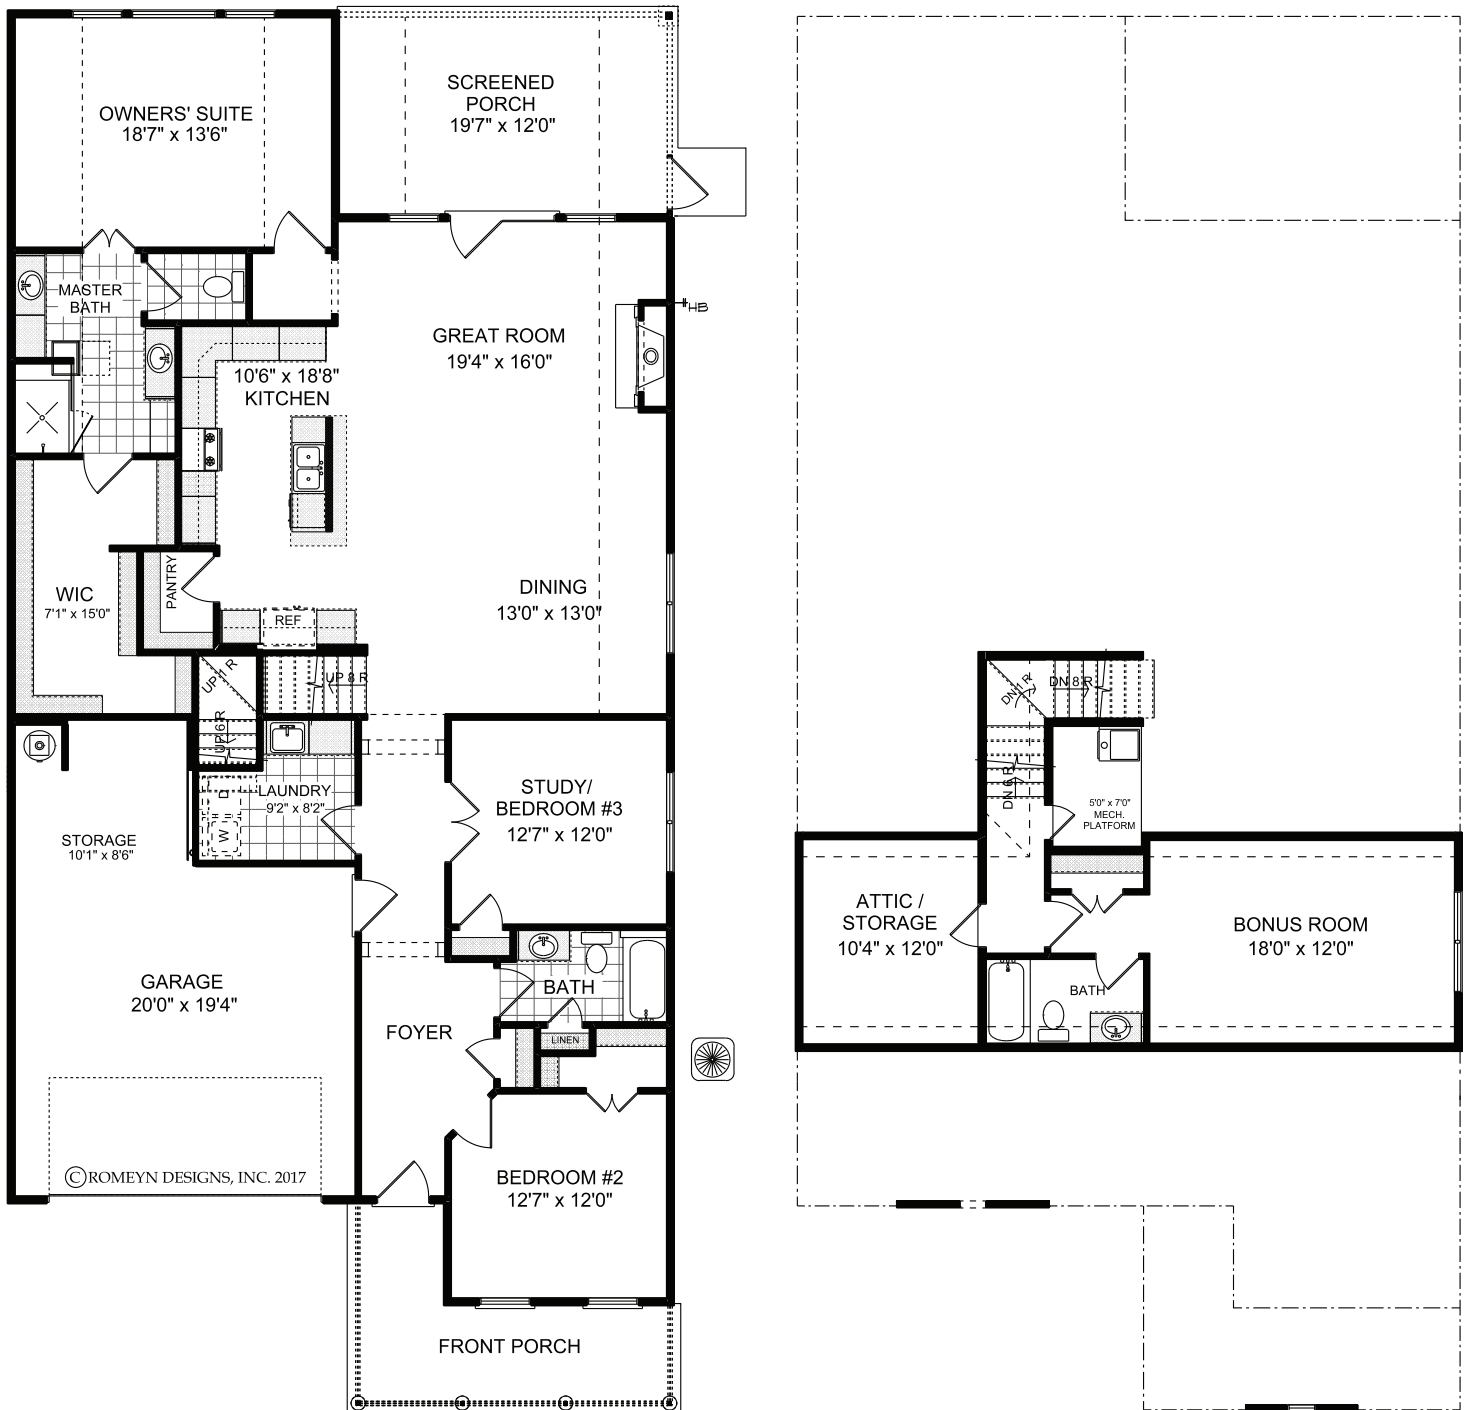 OWNERS' SUITE
18'7" x 13'6"
SCREENED
PORCH
19'7" x 12'0"
MASTER
BATH
GREAT ROOM
19'4" x 16'0"
HB
10'6" x 18'8"
KITCHEN
WIC
7'1" x 15'0"
PANTRY
REF
DINING
13'0" x 13'0"
UP 1 R
UP 8 R
UP 6 R
LAUNDRY
9'2" x 8'2"
D
W
STORAGE
10'1" x 8'6"
STUDY/
BEDROOM #3
12'7" x 12'0"
GARAGE
20'0" x 19'4"
FOYER
BATH
LINEN
BEDROOM #2
12'7" x 12'0"
© ROMEYN DESIGNS, INC. 2017
FRONT PORCH
DN 1 R
DN 8 R
DN 6 R
5'0" x 7'0"
MECH.
PLATFORM
ATTIC /
STORAGE
10'4" x 12'0"
BONUS ROOM
18'0" x 12'0"
BATH